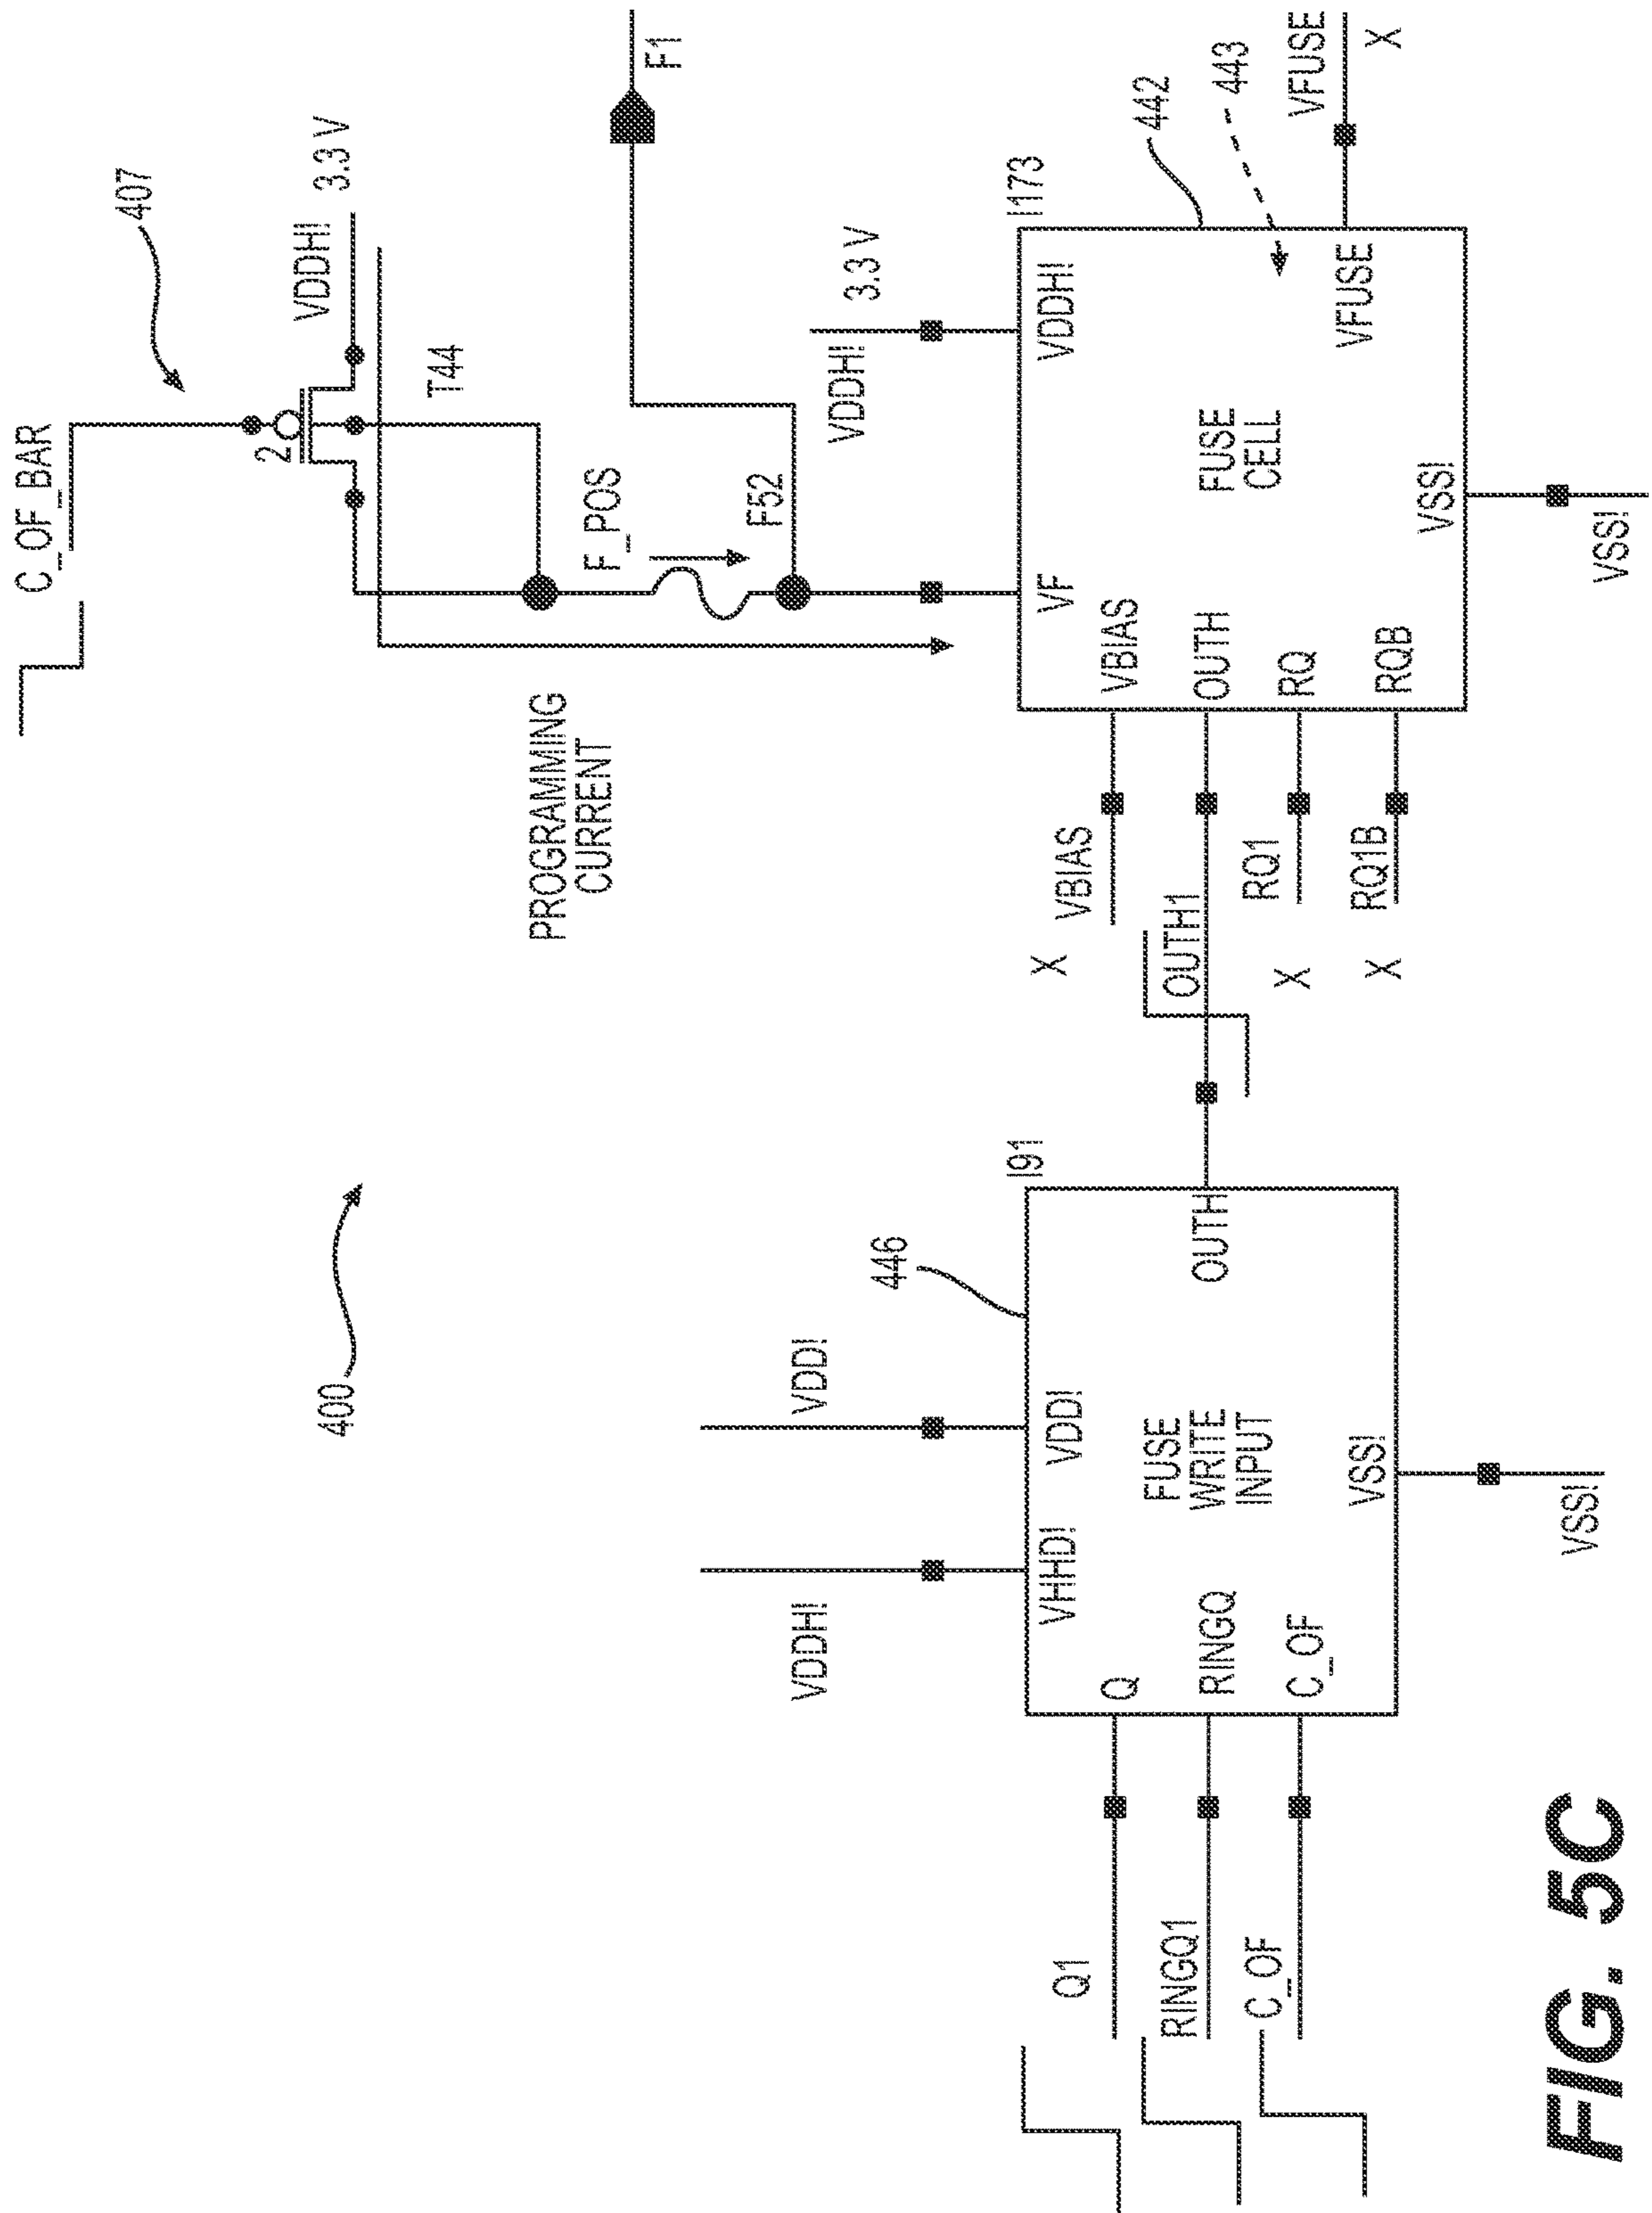 C_OF_BAR
407
VDDH!
3.3 V
2
T44
F1
F_POS
F52
PROGRAMMING
CURRENT
400
VDDH!
3.3 V
I173
442
443
VDDH!
VF
VBIAS
OUTH
RQ
RQB
FUSE
CELL
VFUSE
VFUSE
X
VSS!
VSS!
VBIAS
X
OUTH1
RQ1
X
RQ1B
X
I91
446
VDDH!
VDD!
VHHD!
VDD!
Q
RINGQ
C_OF
FUSE
WRITE
INPUT
OUTH
VSS!
VSS!
Q1
RINGQ1
C_OF
FIG. 5C